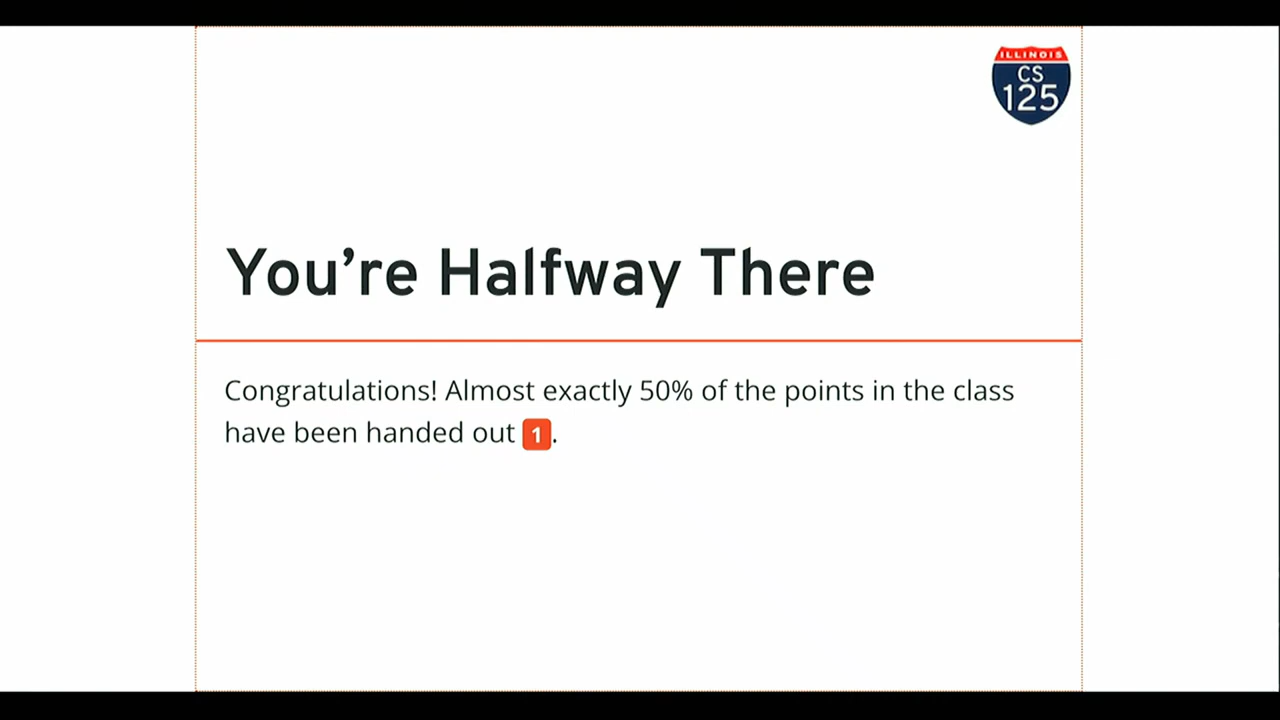 ILLINOIS
CS
125
You’re Halfway There
Congratulations! Almost exactly 50% of the points in the class
have been handed out 1.